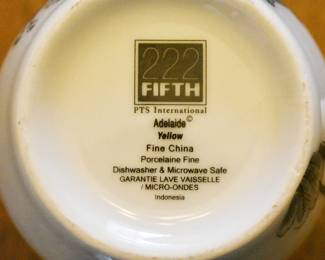 222
FIFTH
PTS International
Adelaide©
Yellow
Fine China
Porcelaine Fine
Dishwasher & Microwave Safe
GARANTIE LAVE VAISSELLE
/ MICRO-ONDES
Indonesia